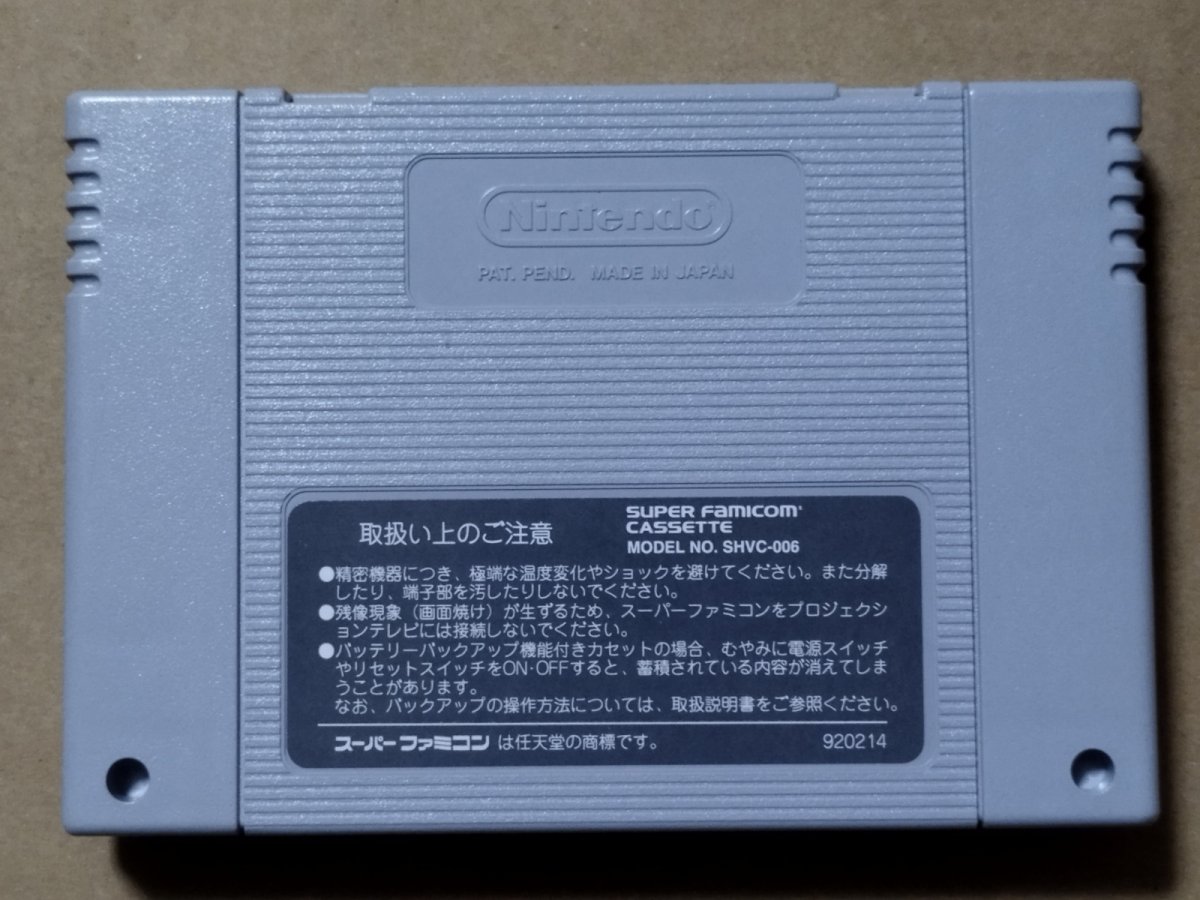 Nintendo
PAT. PEND. MADE IN JAPAN
取扱い上のご注意
SUPER FAMICOM
CASSETTE
MODEL NO. SHVC-006
●精密機器につき、極端な温度変化やショックを避けてください。また分解
したり、端子部を汚したりしないでください。
●残像現象（画面焼け）が生ずるため、スーパーファミコンをプロジェクシ
ョンテレビには接続しないでください。
●バッテリーバックアップ機能付きカセットの場合、むやみに電源スイッチ
やリセットスイッチをON·OFFすると、蓄積されている内容が消えてしま
うことがあります。
なお、バックアップの操作方法については、取扱説明書をご参照ください。
スーパーファミコン は任天堂の商標です。
920214